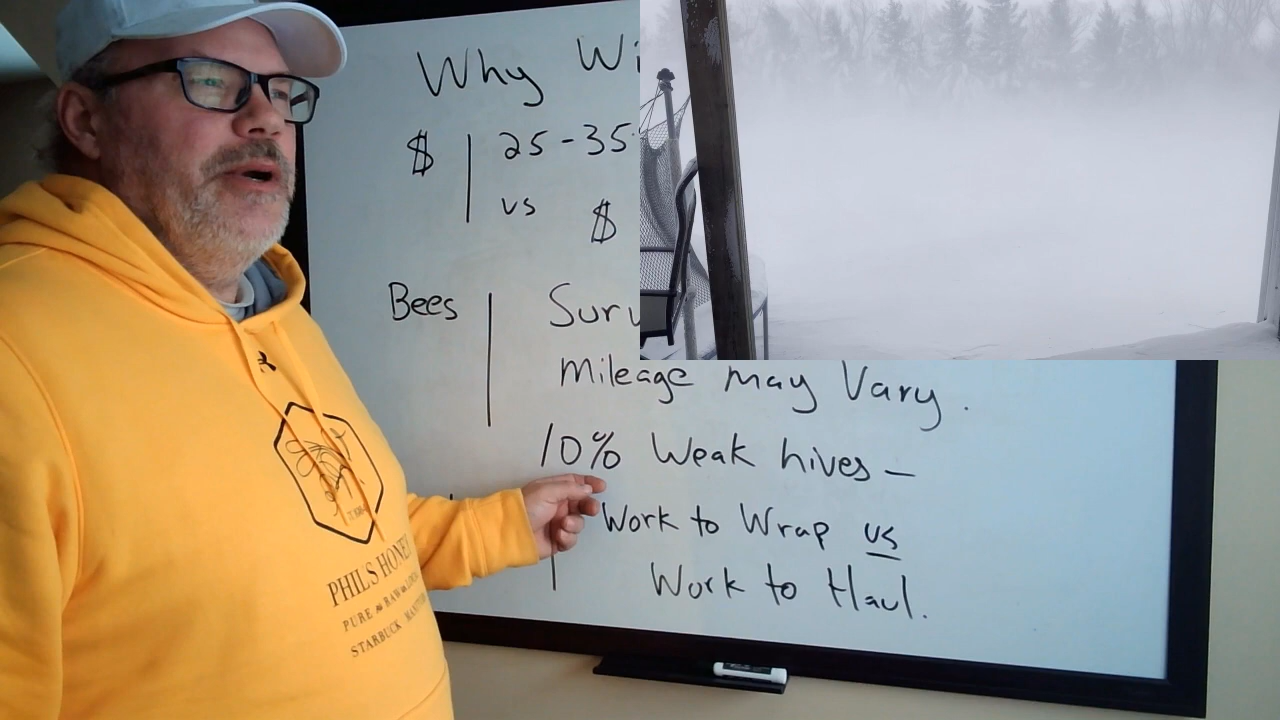 Why Wi
$ 25-35
vs $
Bees Surv
Mileage may Vary.
10% Weak hives -
Work to Wrap vs
Work to Haul.
PHIL'S HONEY
PURE RAW LOCAL
STARBUCK MANITOBA